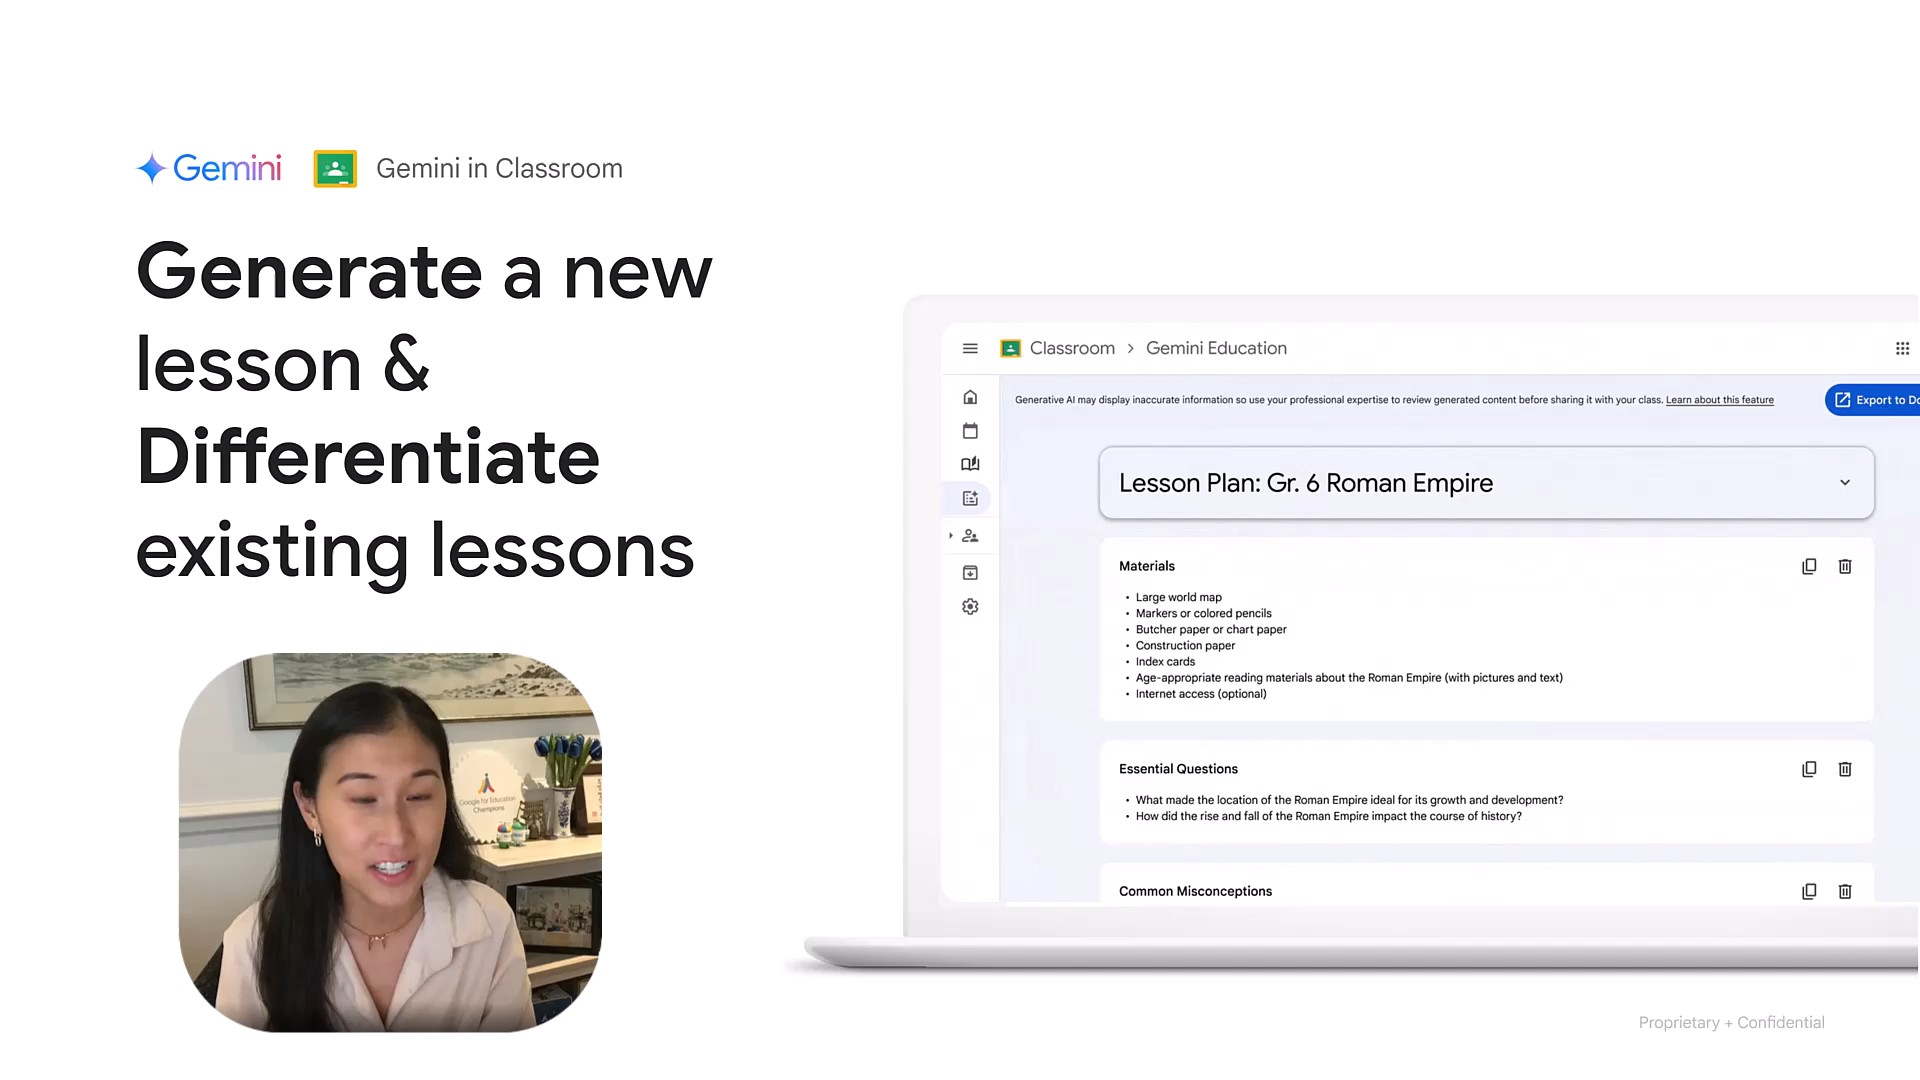 Gemini
Gemini in Classroom
Generate a new
lesson &
Differentiate
existing lessons
Google for Education
Champions
Classroom > Gemini Education
Generative AI may display inaccurate information so use your professional expertise to review generated content before sharing it with your class. Learn about this feature
Export to Do
Lesson Plan: Gr. 6 Roman Empire
Materials
• Large world map
• Markers or colored pencils
• Butcher paper or chart paper
• Construction paper
• Index cards
• Age-appropriate reading materials about the Roman Empire (with pictures and text)
• Internet access (optional)
Essential Questions
• What made the location of the Roman Empire ideal for its growth and development?
• How did the rise and fall of the Roman Empire impact the course of history?
Common Misconceptions
Proprietary + Confidential